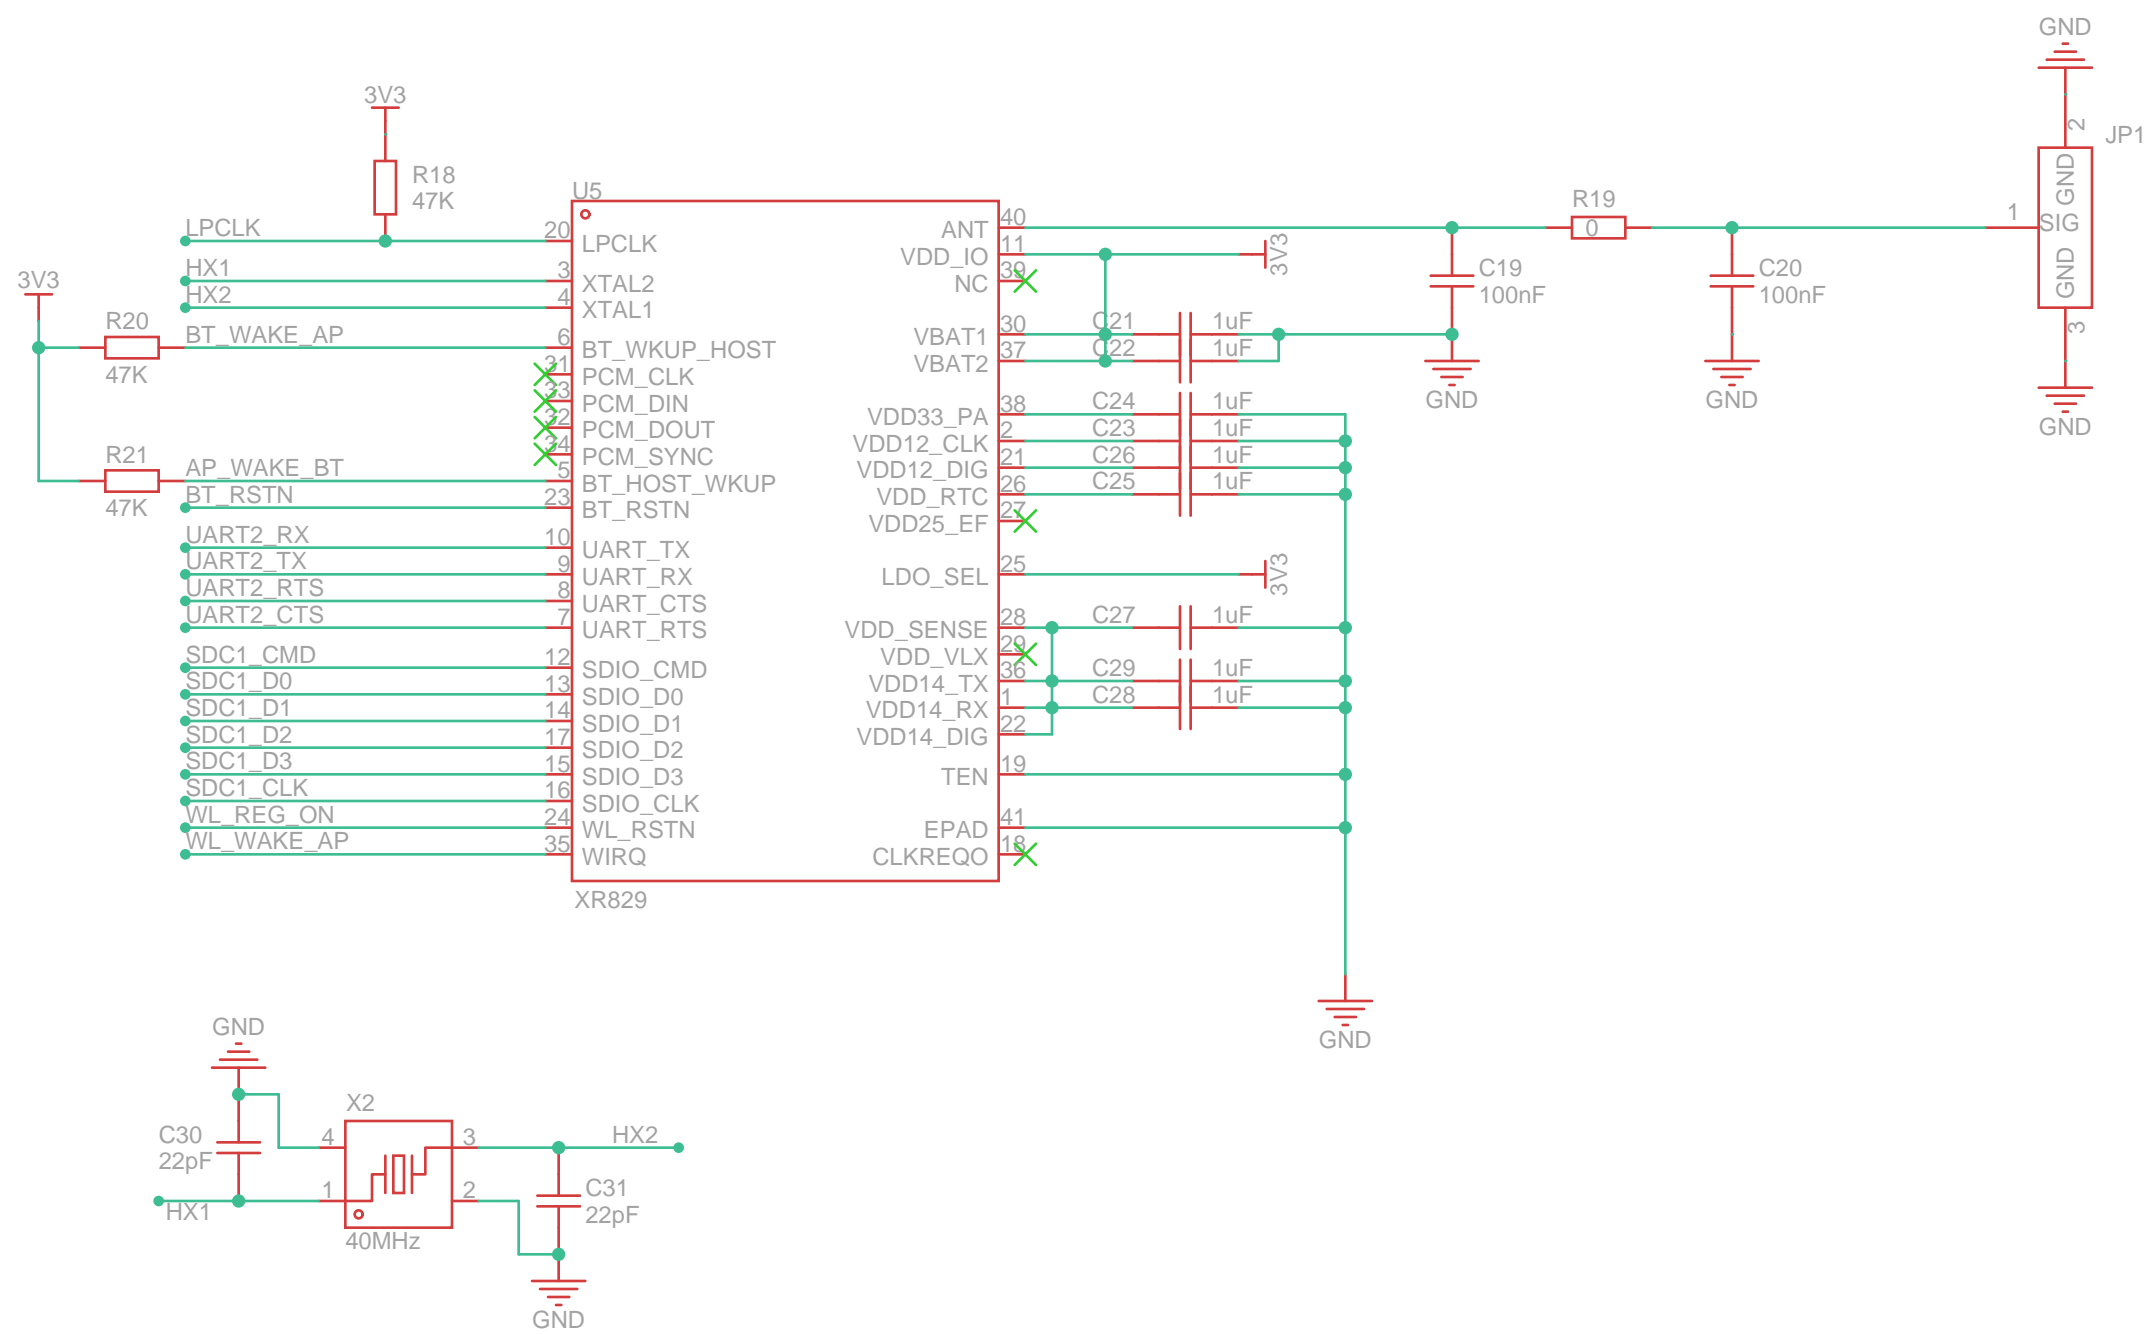 GND
2
JP1
GND
1
SIG
GND
3
GND
3V3
R18
47K
U5
LPCLK
20
LPCLK
HX1
3
XTAL2
HX2
4
XTAL1
3V3
R20
47K
BT_WAKE_AP
6
BT_WKUP_HOST
31
PCM_CLK
33
PCM_DIN
32
PCM_DOUT
34
PCM_SYNC
R21
47K
AP_WAKE_BT
5
BT_HOST_WKUP
BT_RSTN
23
BT_RSTN
UART2_RX
10
UART_TX
UART2_TX
9
UART_RX
UART2_RTS
8
UART_CTS
UART2_CTS
7
UART_RTS
SDC1_CMD
12
SDIO_CMD
SDC1_D0
13
SDIO_D0
SDC1_D1
14
SDIO_D1
SDC1_D2
17
SDIO_D2
SDC1_D3
15
SDIO_D3
SDC1_CLK
16
SDIO_CLK
WL_REG_ON
24
WL_RSTN
WL_WAKE_AP
35
WIRQ
XR829
ANT
40
VDD_IO
11
3V3
NC
39
VBAT1
30
C21
1uF
VBAT2
37
C22
1uF
VDD33_PA
38
C24
1uF
VDD12_CLK
2
C23
1uF
VDD12_DIG
21
C26
1uF
VDD_RTC
26
C25
1uF
VDD25_EF
27
LDO_SEL
25
3V3
VDD_SENSE
28
C27
1uF
VDD_VLX
29
VDD14_TX
36
C29
1uF
VDD14_RX
1
C28
1uF
VDD14_DIG
22
TEN
19
EPAD
41
CLKREQO
18
GND
R19
0
C19
100nF
GND
C20
100nF
GND
GND
C30
22pF
HX1
X2
4
1
3
2
40MHz
HX2
C31
22pF
GND